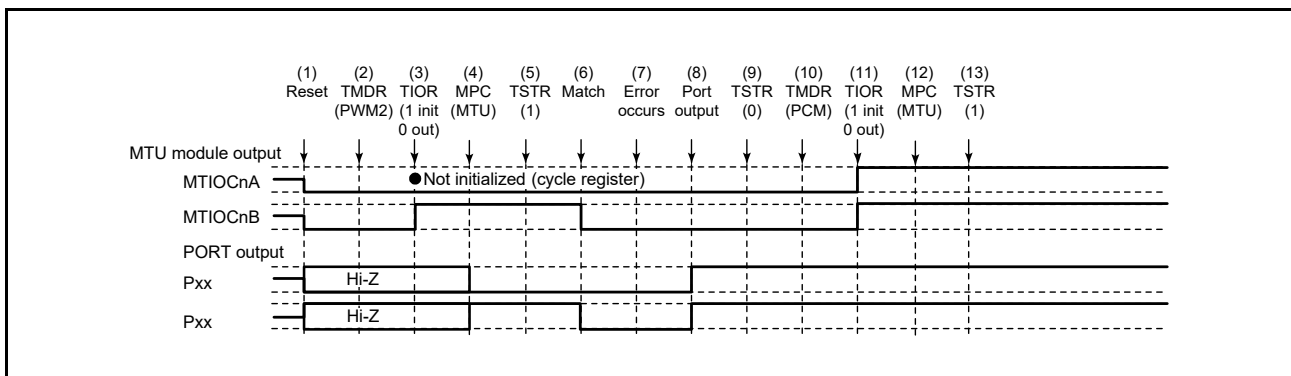 (1) (2) (3) (4) (5) (6) (7) (8) (9) (10) (11) (12) (13)
Reset TMDR TIOR MPC TSTR Match Error Port TSTR TMDR TIOR MPC TSTR
(PWM2) (1 init (MTU) (1) occurs output (0) (PCM) (1 init (MTU) (1)
0 out) 0 out)
MTU module output
MTIOCnA ●Not initialized (cycle register)
MTIOCnB
PORT output
Pxx Hi-Z
Pxx Hi-Z